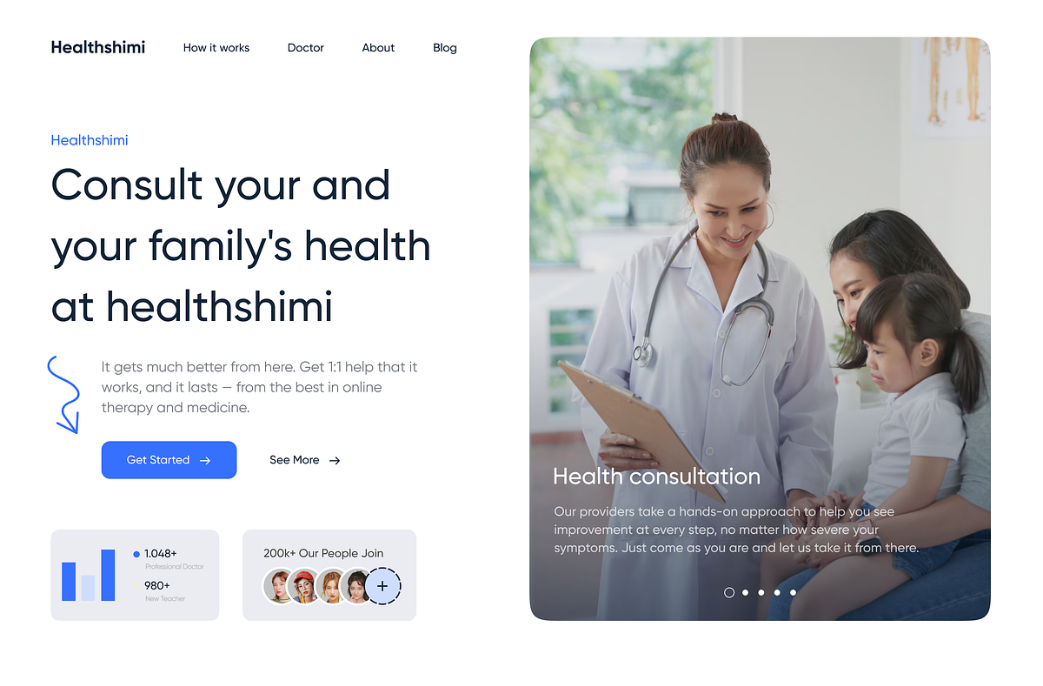 Healthshimi
How it works
Doctor
About
Blog
Healthshimi
Consult your and
your family's health
at healthshimi
It gets much better from here. Get 1:1 help that it
works, and it lasts — from the best in online
therapy and medicine.
Get Started →
See More →
1.048+
Professional Doctor
980+
New Teacher
200k+ Our People Join
+
Health consultation
Our providers take a hands-on approach to help you see
improvement at every step, no matter how severe your
symptoms. Just come as you are and let us take it from there.